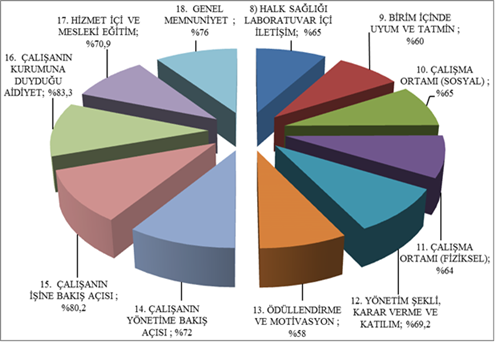 8) HALK SAĞLIĞI
LABORATUVAR İÇİ
İLETİŞİM; %65
9. BİRİM İÇİNDE
UYUM VE TATMİN;
%60
10. ÇALIŞMA
ORTAMI (SOSYAL) ;
%65
11. ÇALIŞMA
ORTAMI (FİZİKSEL);
%64
12. YÖNETİM ŞEKLİ,
KARAR VERME VE
KATILIM; %69,2
13. ÖDÜLLENDİRME
VE MOTİVASYON ;
%58
14. ÇALIŞANIN
YÖNETİME BAKIŞ
AÇISI ; %72
15. ÇALIŞANIN
İŞİNE BAKIŞ AÇISI ;
%80,2
16. ÇALIŞANIN
KURUMUNA
DUYDUĞU
AİDİYET; %83,3
17. HİZMET İÇİ VE
MESLEKİ EĞİTİM;
%70,9
18. GENEL
MEMNUNİYET ;
%76